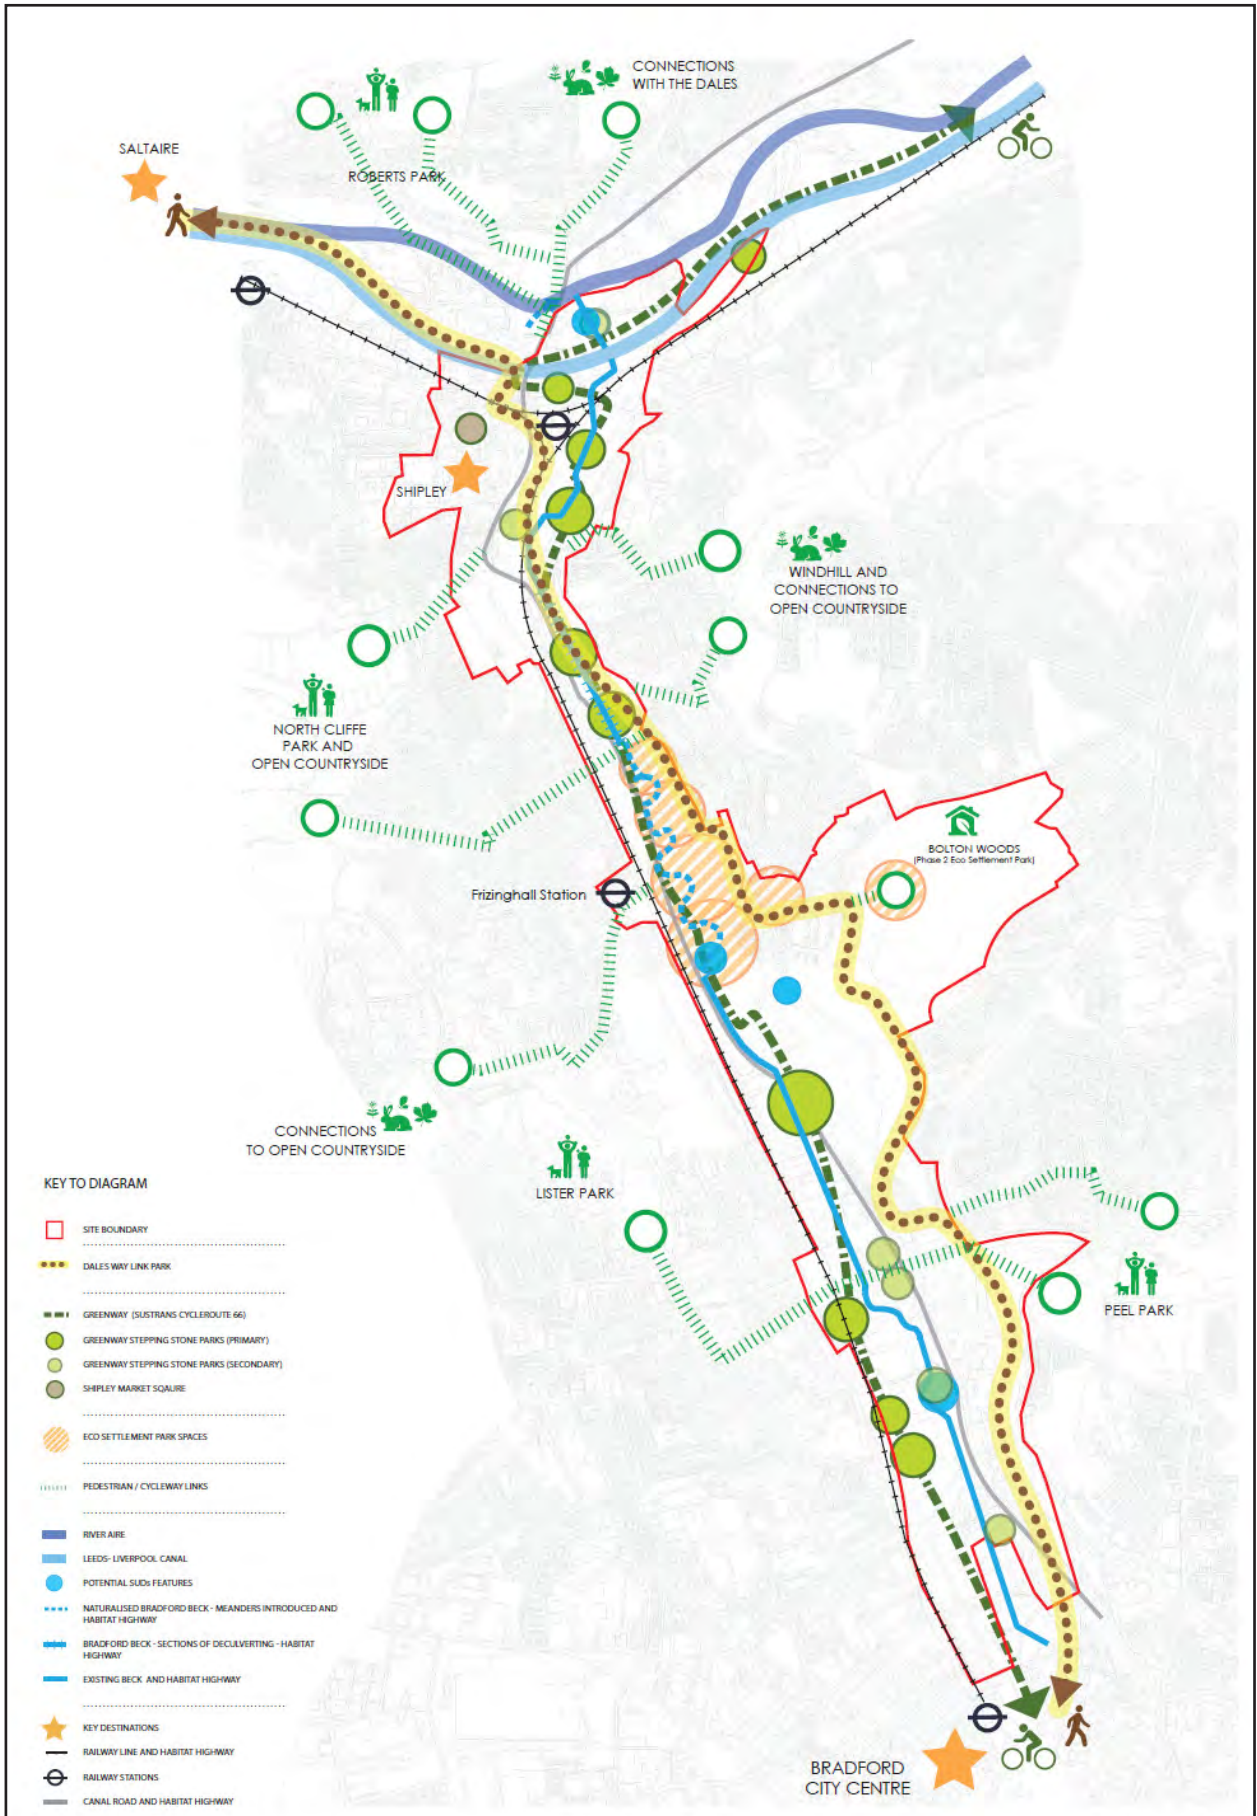 CONNECTIONS
WITH THE DALES
SALTAIRE
ROBERTS PARK
SHIPLEY
WINDHILL AND
CONNECTIONS TO
OPEN COUNTRYSIDE
NORTH CLIFFE
PARK AND
OPEN COUNTRYSIDE
BOLTON WOODS
(Phase 2 Eco Settlement Park)
Frizinghall Station
CONNECTIONS
TO OPEN COUNTRYSIDE
LISTER PARK
PEEL PARK
BRADFORD
CITY CENTRE
KEY TO DIAGRAM
SITE BOUNDARY
DALES WAY LINK PARK
GREENWAY (SUSTRANS CYCLEROUTE 66)
GREENWAY STEPPING STONE PARKS (PRIMARY)
GREENWAY STEPPING STONE PARKS (SECONDARY)
SHIPLEY MARKET SQAURE
ECO SETTLEMENT PARK SPACES
PEDESTRIAN / CYCLEWAY LINKS
RIVER AIRE
LEEDS- LIVERPOOL CANAL
POTENTIAL SUDs FEATURES
NATURALISED BRADFORD BECK - MEANDERS INTRODUCED AND
HABITAT HIGHWAY
BRADFORD BECK - SECTIONS OF DECULVERTING - HABITAT
HIGHWAY
EXISTING BECK AND HABITAT HIGHWAY
KEY DESTINATIONS
RAILWAY LINE AND HABITAT HIGHWAY
RAILWAY STATIONS
CANAL ROAD AND HABITAT HIGHWAY